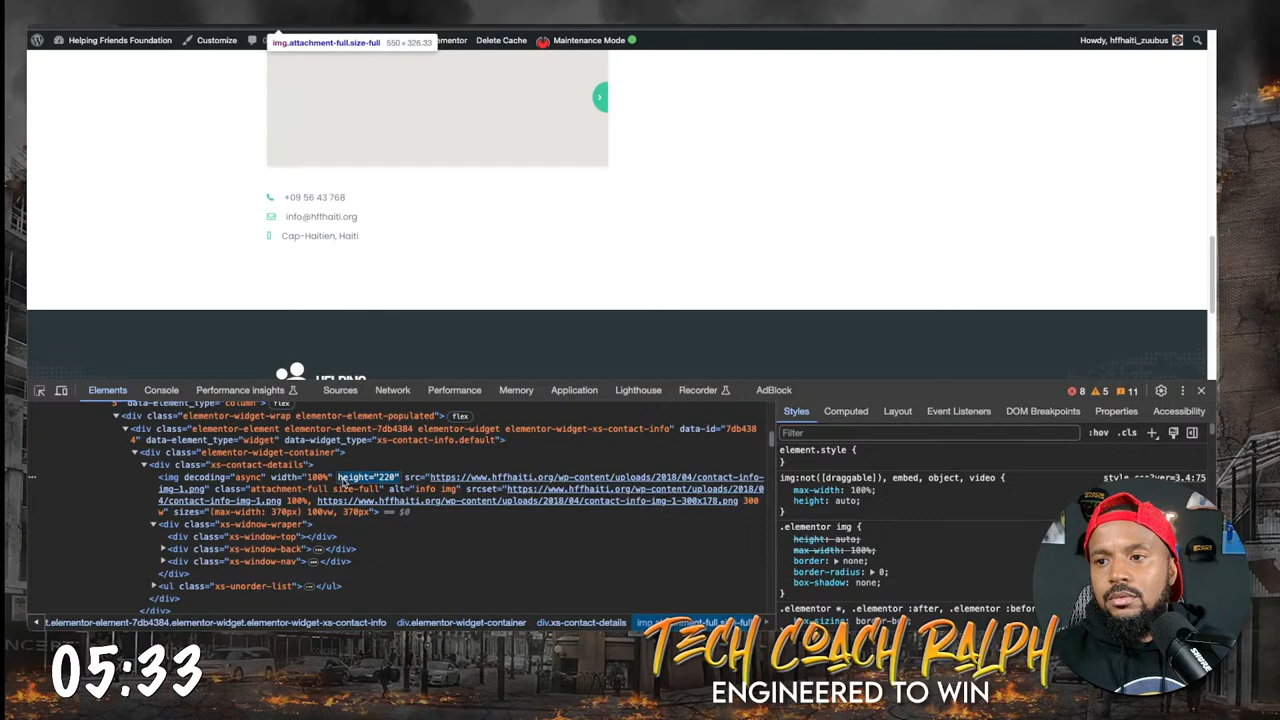 Helping Friends Foundation
Customize
img.attachment-full.size-full 550 × 326.33
Delete Cache
Maintenance Mode
Howdy, hffhaiti_zuubus
+09 56 43 768
info@hffhaiti.org
Cap-Haitien, Haiti
HELPING
Elements Console Sources Performance insights Network Performance Memory Application Lighthouse Recorder AdBlock 8 5 11
<div class="elementor-widget-wrap elementor-element-populated"> flex
<div class="elementor-element elementor-element-7db4384 elementor-widget elementor-widget-xs-contact-info" data-id="7db438
4" data-element_type="widget" data-widget_type="xs-contact-info.default">
<div class="elementor-widget-container">
<div class="xs-contact-details">
<img decoding="async" width="100%" height="220" src="https://www.hffhaiti.org/wp-content/uploads/2018/04/contact-info-
img-1.png" class="attachment-full size-full" alt="info img" srcset="https://www.hffhaiti.org/wp-content/uploads/2018/0
4/contact-info-img-1.png 100%, https://www.hffhaiti.org/wp-content/uploads/2018/04/contact-info-img-1-300x178.png 300
w" sizes="(max-width: 370px) 100vw, 370px"> == $0
<div class="xs-widnow-wraper">
<div class="xs-window-top"></div>
<div class="xs-window-back"> … </div>
<div class="xs-window-nav"> … </div>
</div>
<ul class="xs-unorder-list"> … </ul>
</div>
</div>
t.elementor-element-7db4384.elementor-widget.elementor-widget-xs-contact-info div.elementor-widget-container div.xs-contact-details img.attachment-full.size-full
Styles Computed Layout Event Listeners DOM Breakpoints Properties Accessibility
Filter :hov .cls
element.style {
}
img:not([draggable]), embed, object, video {
max-width: 100%;
height: auto;
}
.elementor img {
height: auto;
max-width: 100%;
border: none;
border-radius: 0;
box-shadow: none;
}
.elementor *, .elementor :after, .elementor :befor
05:33
TECH COACH RALPH
ENGINEERED TO WIN
SHURE